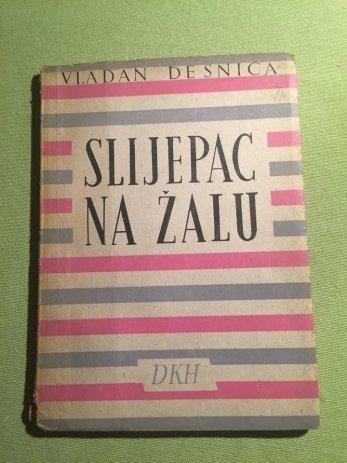 VLADAN DESNICA
SLIJEPAC
NA ŽALU
DKH